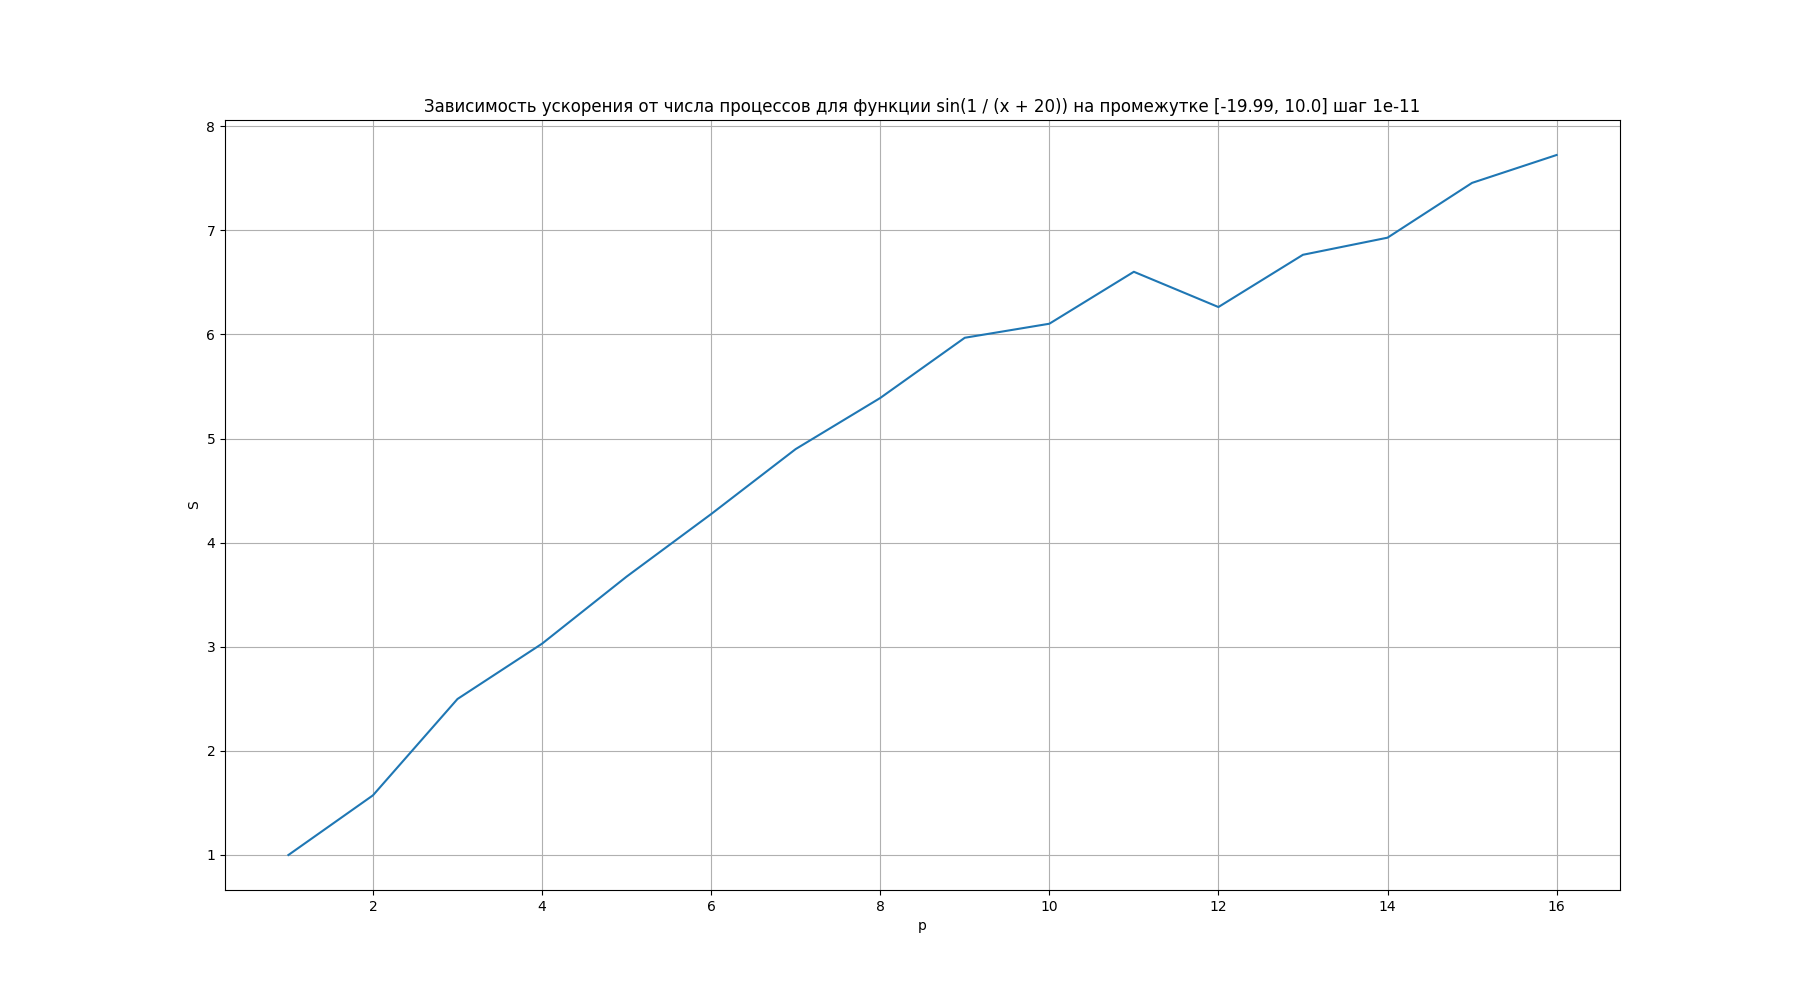 Зависимость ускорения от числа процессов для функции sin(1 / (x + 20)) на промежутке [-19.99, 10.0] шаг 1e-11
8
7
6
5
4
3
2
1
S
2 4 6 8 10 12 14 16
p